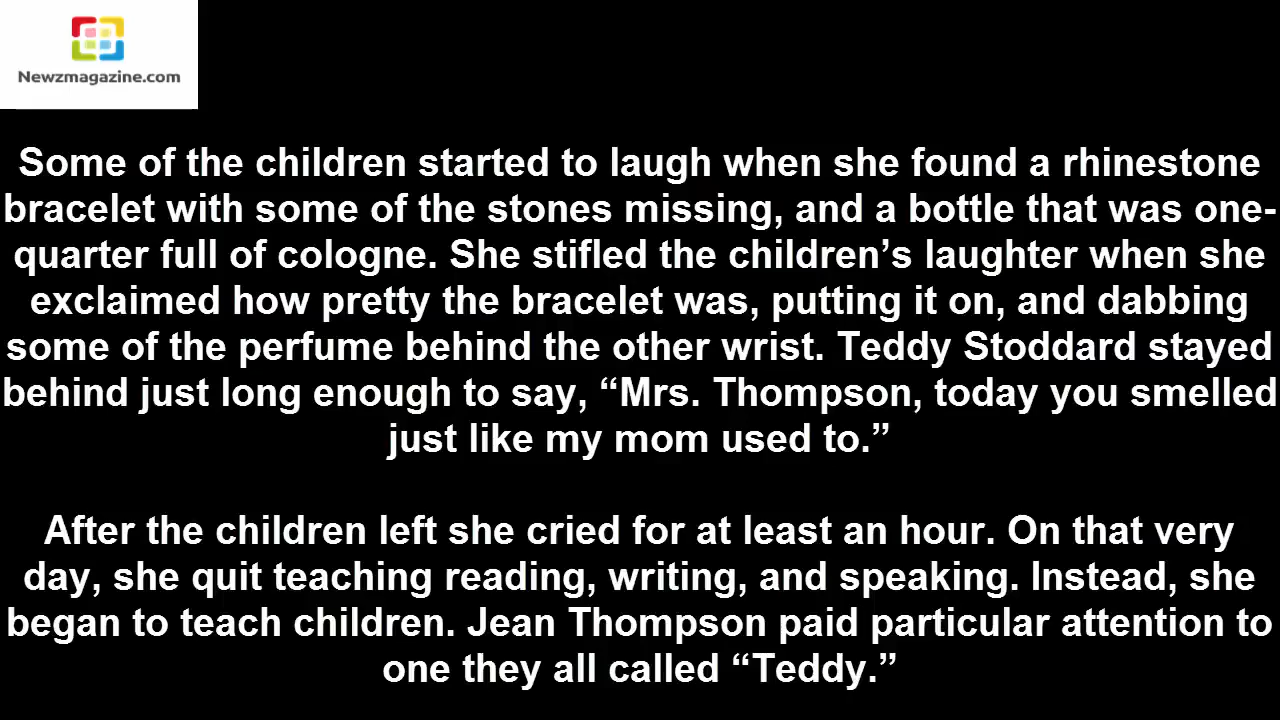 Newzmagazine.com
Some of the children started to laugh when she found a rhinestone
bracelet with some of the stones missing, and a bottle that was one-
quarter full of cologne. She stifled the children’s laughter when she
exclaimed how pretty the bracelet was, putting it on, and dabbing
some of the perfume behind the other wrist. Teddy Stoddard stayed
behind just long enough to say, “Mrs. Thompson, today you smelled
just like my mom used to.”
After the children left she cried for at least an hour. On that very
day, she quit teaching reading, writing, and speaking. Instead, she
began to teach children. Jean Thompson paid particular attention to
one they all called “Teddy.”